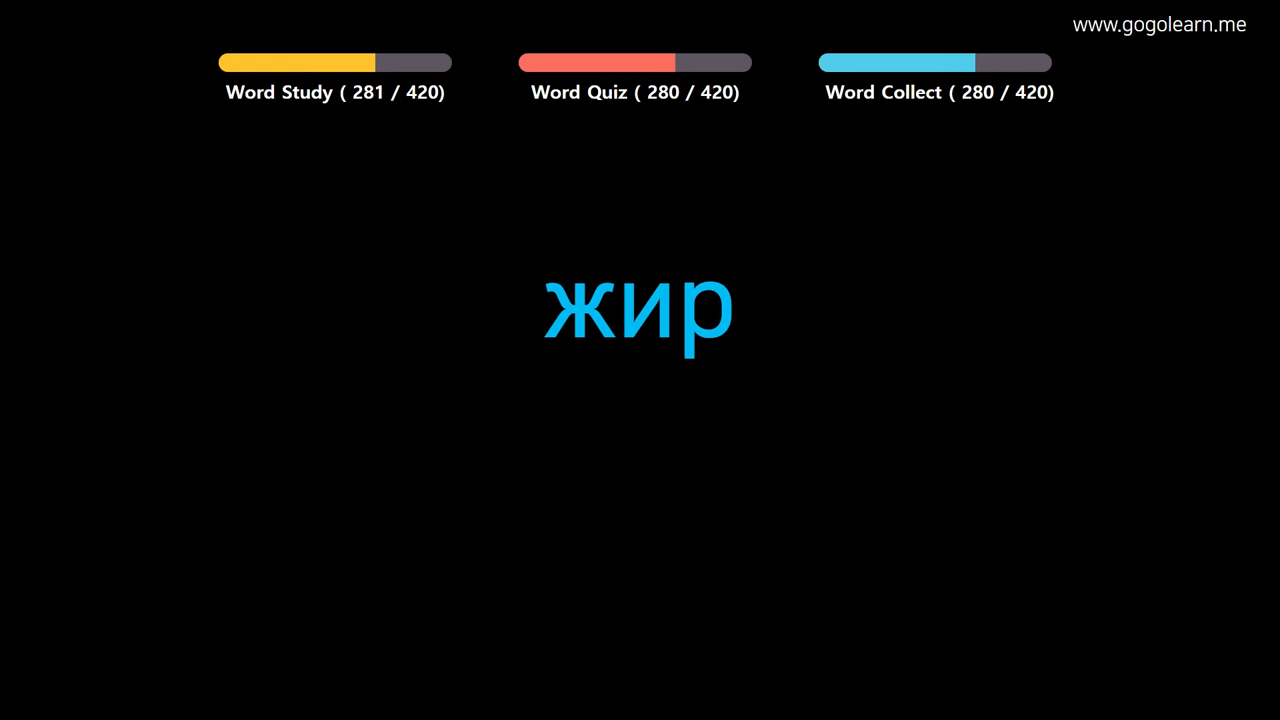 www.gogolearn.me
Word Study ( 281 / 420)
Word Quiz ( 280 / 420)
Word Collect ( 280 / 420)
жир